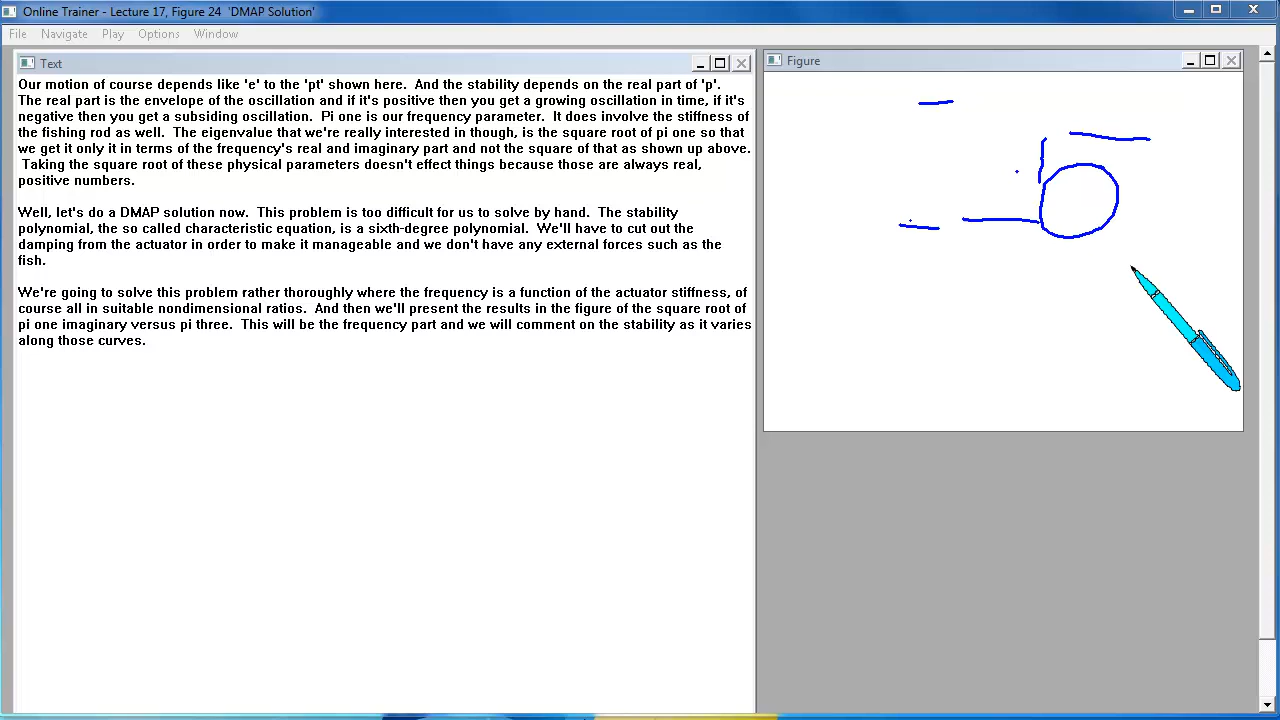 Online Trainer - Lecture 17, Figure 24 'DMAP Solution'
File Navigate Play Options Window
Text
Figure
Our motion of course depends like 'e' to the 'pt' shown here. And the stability depends on the real part of 'p'.
The real part is the envelope of the oscillation and if it's positive then you get a growing oscillation in time, if it's
negative then you get a subsiding oscillation. Pi one is our frequency parameter. It does involve the stiffness of
the fishing rod as well. The eigenvalue that we're really interested in though, is the square root of pi one so that
we get it only it in terms of the frequency's real and imaginary part and not the square of that as shown up above.
Taking the square root of these physical parameters doesn't effect things because those are always real,
positive numbers.
Well, let's do a DMAP solution now. This problem is too difficult for us to solve by hand. The stability
polynomial, the so called characteristic equation, is a sixth-degree polynomial. We'll have to cut out the
damping from the actuator in order to make it manageable and we don't have any external forces such as the
fish.
We're going to solve this problem rather thoroughly where the frequency is a function of the actuator stiffness, of
course all in suitable nondimensional ratios. And then we'll present the results in the figure of the square root of
pi one imaginary versus pi three. This will be the frequency part and we will comment on the stability as it varies
along those curves.